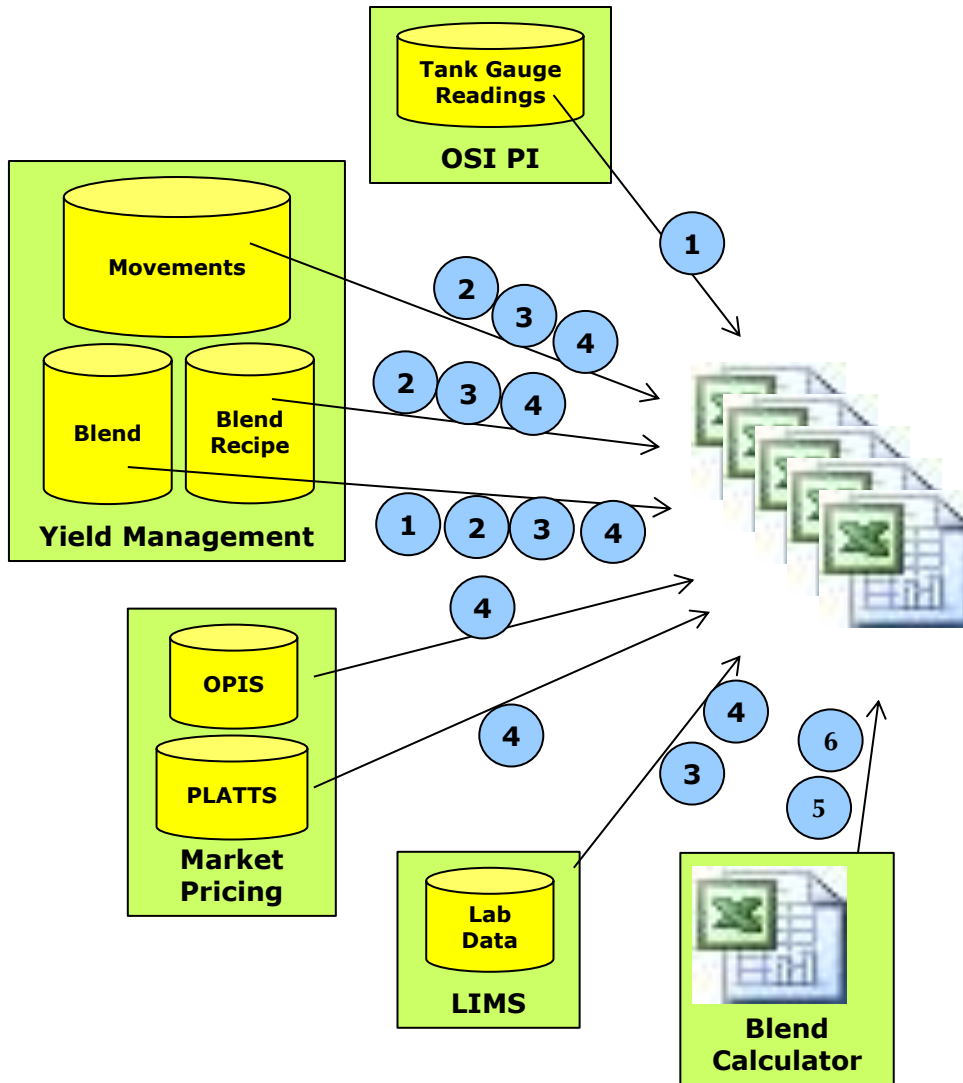 Tank Gauge
Readings
OSI PI
1
Movements
2
3
4
2
3
4
Blend
Blend
Recipe
Yield Management
1
2
3
4
4
OPIS
4
PLATTS
Market
Pricing
4
3
6
5
Lab
Data
LIMS
Blend
Calculator